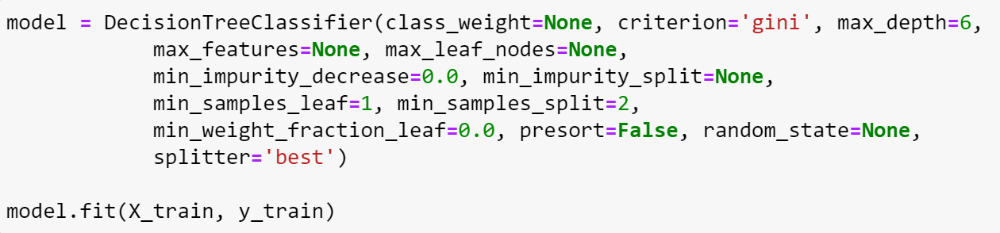 model = DecisionTreeClassifier(class_weight=None, criterion='gini', max_depth=6,
            max_features=None, max_leaf_nodes=None,
            min_impurity_decrease=0.0, min_impurity_split=None,
            min_samples_leaf=1, min_samples_split=2,
            min_weight_fraction_leaf=0.0, presort=False, random_state=None,
            splitter='best')

model.fit(X_train, y_train)